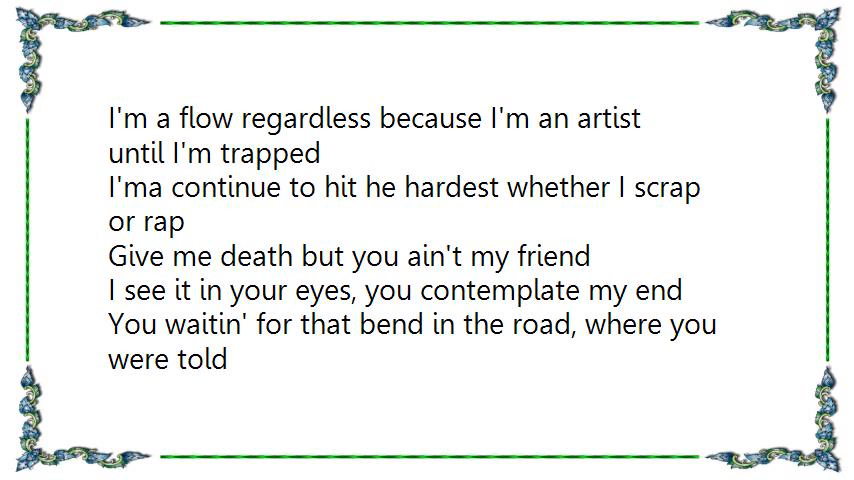 I'm a flow regardless because I'm an artist
until I'm trapped
I'ma continue to hit he hardest whether I scrap
or rap
Give me death but you ain't my friend
I see it in your eyes, you contemplate my end
You waitin' for that bend in the road, where you
were told